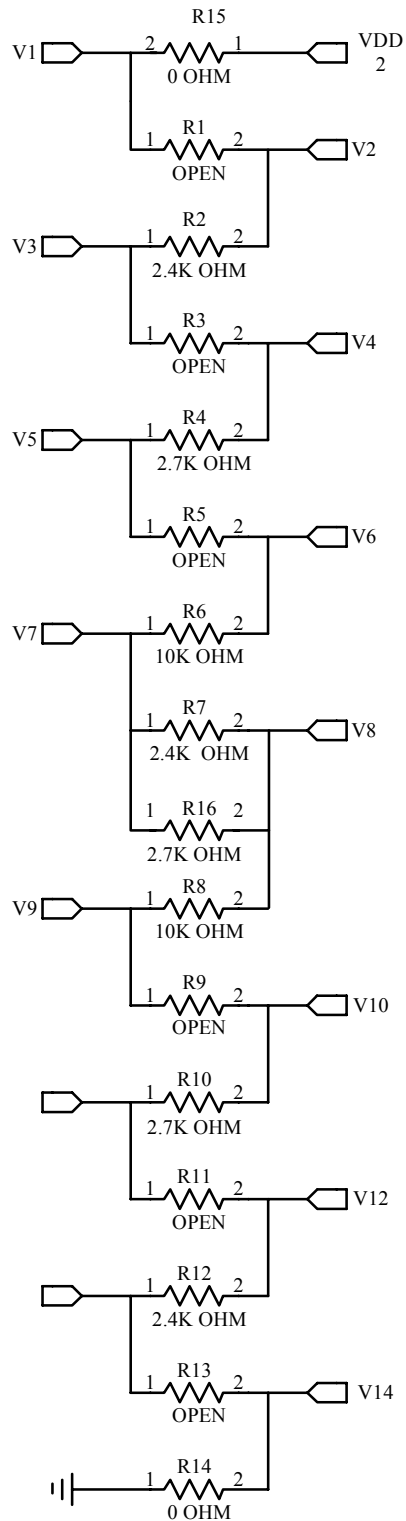 R15
V1 2 1 VDD
0 OHM 2
R1
1 2 V2
OPEN
R2
V3 1 2
2.4K OHM
R3
1 2 V4
OPEN
R4
V5 1 2
2.7K OHM
R5
1 2 V6
OPEN
R6
V7 1 2
10K OHM
R7
1 2 V8
2.4K OHM
R16
1 2
2.7K OHM
R8
V9 1 2
10K OHM
R9
1 2 V10
OPEN
R10
1 2
2.7K OHM
R11
1 2 V12
OPEN
R12
1 2
2.4K OHM
R13
1 2 V14
OPEN
R14
1 2
0 OHM